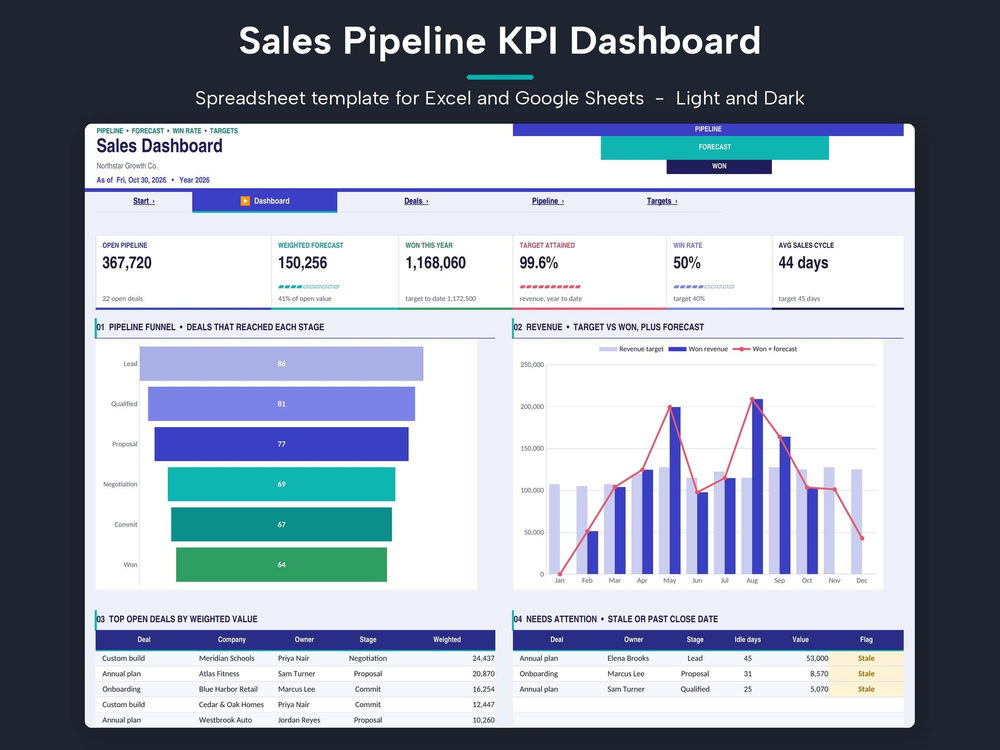 Sales Pipeline KPI Dashboard
Spreadsheet template for Excel and Google Sheets – Light and Dark
PIPELINE • FORECAST • WIN RATE • TARGETS
Sales Dashboard
Northstar Growth Co.
As of Fri, Oct 30, 2026 • Year 2026
PIPELINE
FORECAST
WON
Start ›
Dashboard
Deals ›
Pipeline ›
Targets ›
OPEN PIPELINE
367,720
22 open deals
WEIGHTED FORECAST
150,256
41% of open value
WON THIS YEAR
1,168,060
target to date 1,172,500
TARGET ATTAINED
99.6%
revenue, year to date
WIN RATE
50%
target 40%
AVG SALES CYCLE
44 days
target 45 days
01 PIPELINE FUNNEL • DEALS THAT REACHED EACH STAGE
Lead 86
Qualified 81
Proposal 77
Negotiation 69
Commit 67
Won 64
02 REVENUE • TARGET VS WON, PLUS FORECAST
Revenue target Won revenue Won + forecast
250,000
200,000
150,000
100,000
50,000
0
Jan Feb Mar Apr May Jun Jul Aug Sep Oct Nov Dec
03 TOP OPEN DEALS BY WEIGHTED VALUE
Deal Company Owner Stage Weighted
Custom build Meridian Schools Priya Nair Negotiation 24,437
Annual plan Atlas Fitness Sam Turner Proposal 20,870
Onboarding Blue Harbor Retail Marcus Lee Commit 16,254
Custom build Cedar & Oak Homes Priya Nair Commit 12,447
Annual plan Westbrook Auto Jordan Reyes Proposal 10,260
04 NEEDS ATTENTION • STALE OR PAST CLOSE DATE
Deal Owner Stage Idle days Value Flag
Annual plan Elena Brooks Lead 45 53,000 Stale
Onboarding Marcus Lee Proposal 31 8,570 Stale
Annual plan Sam Turner Qualified 25 5,070 Stale